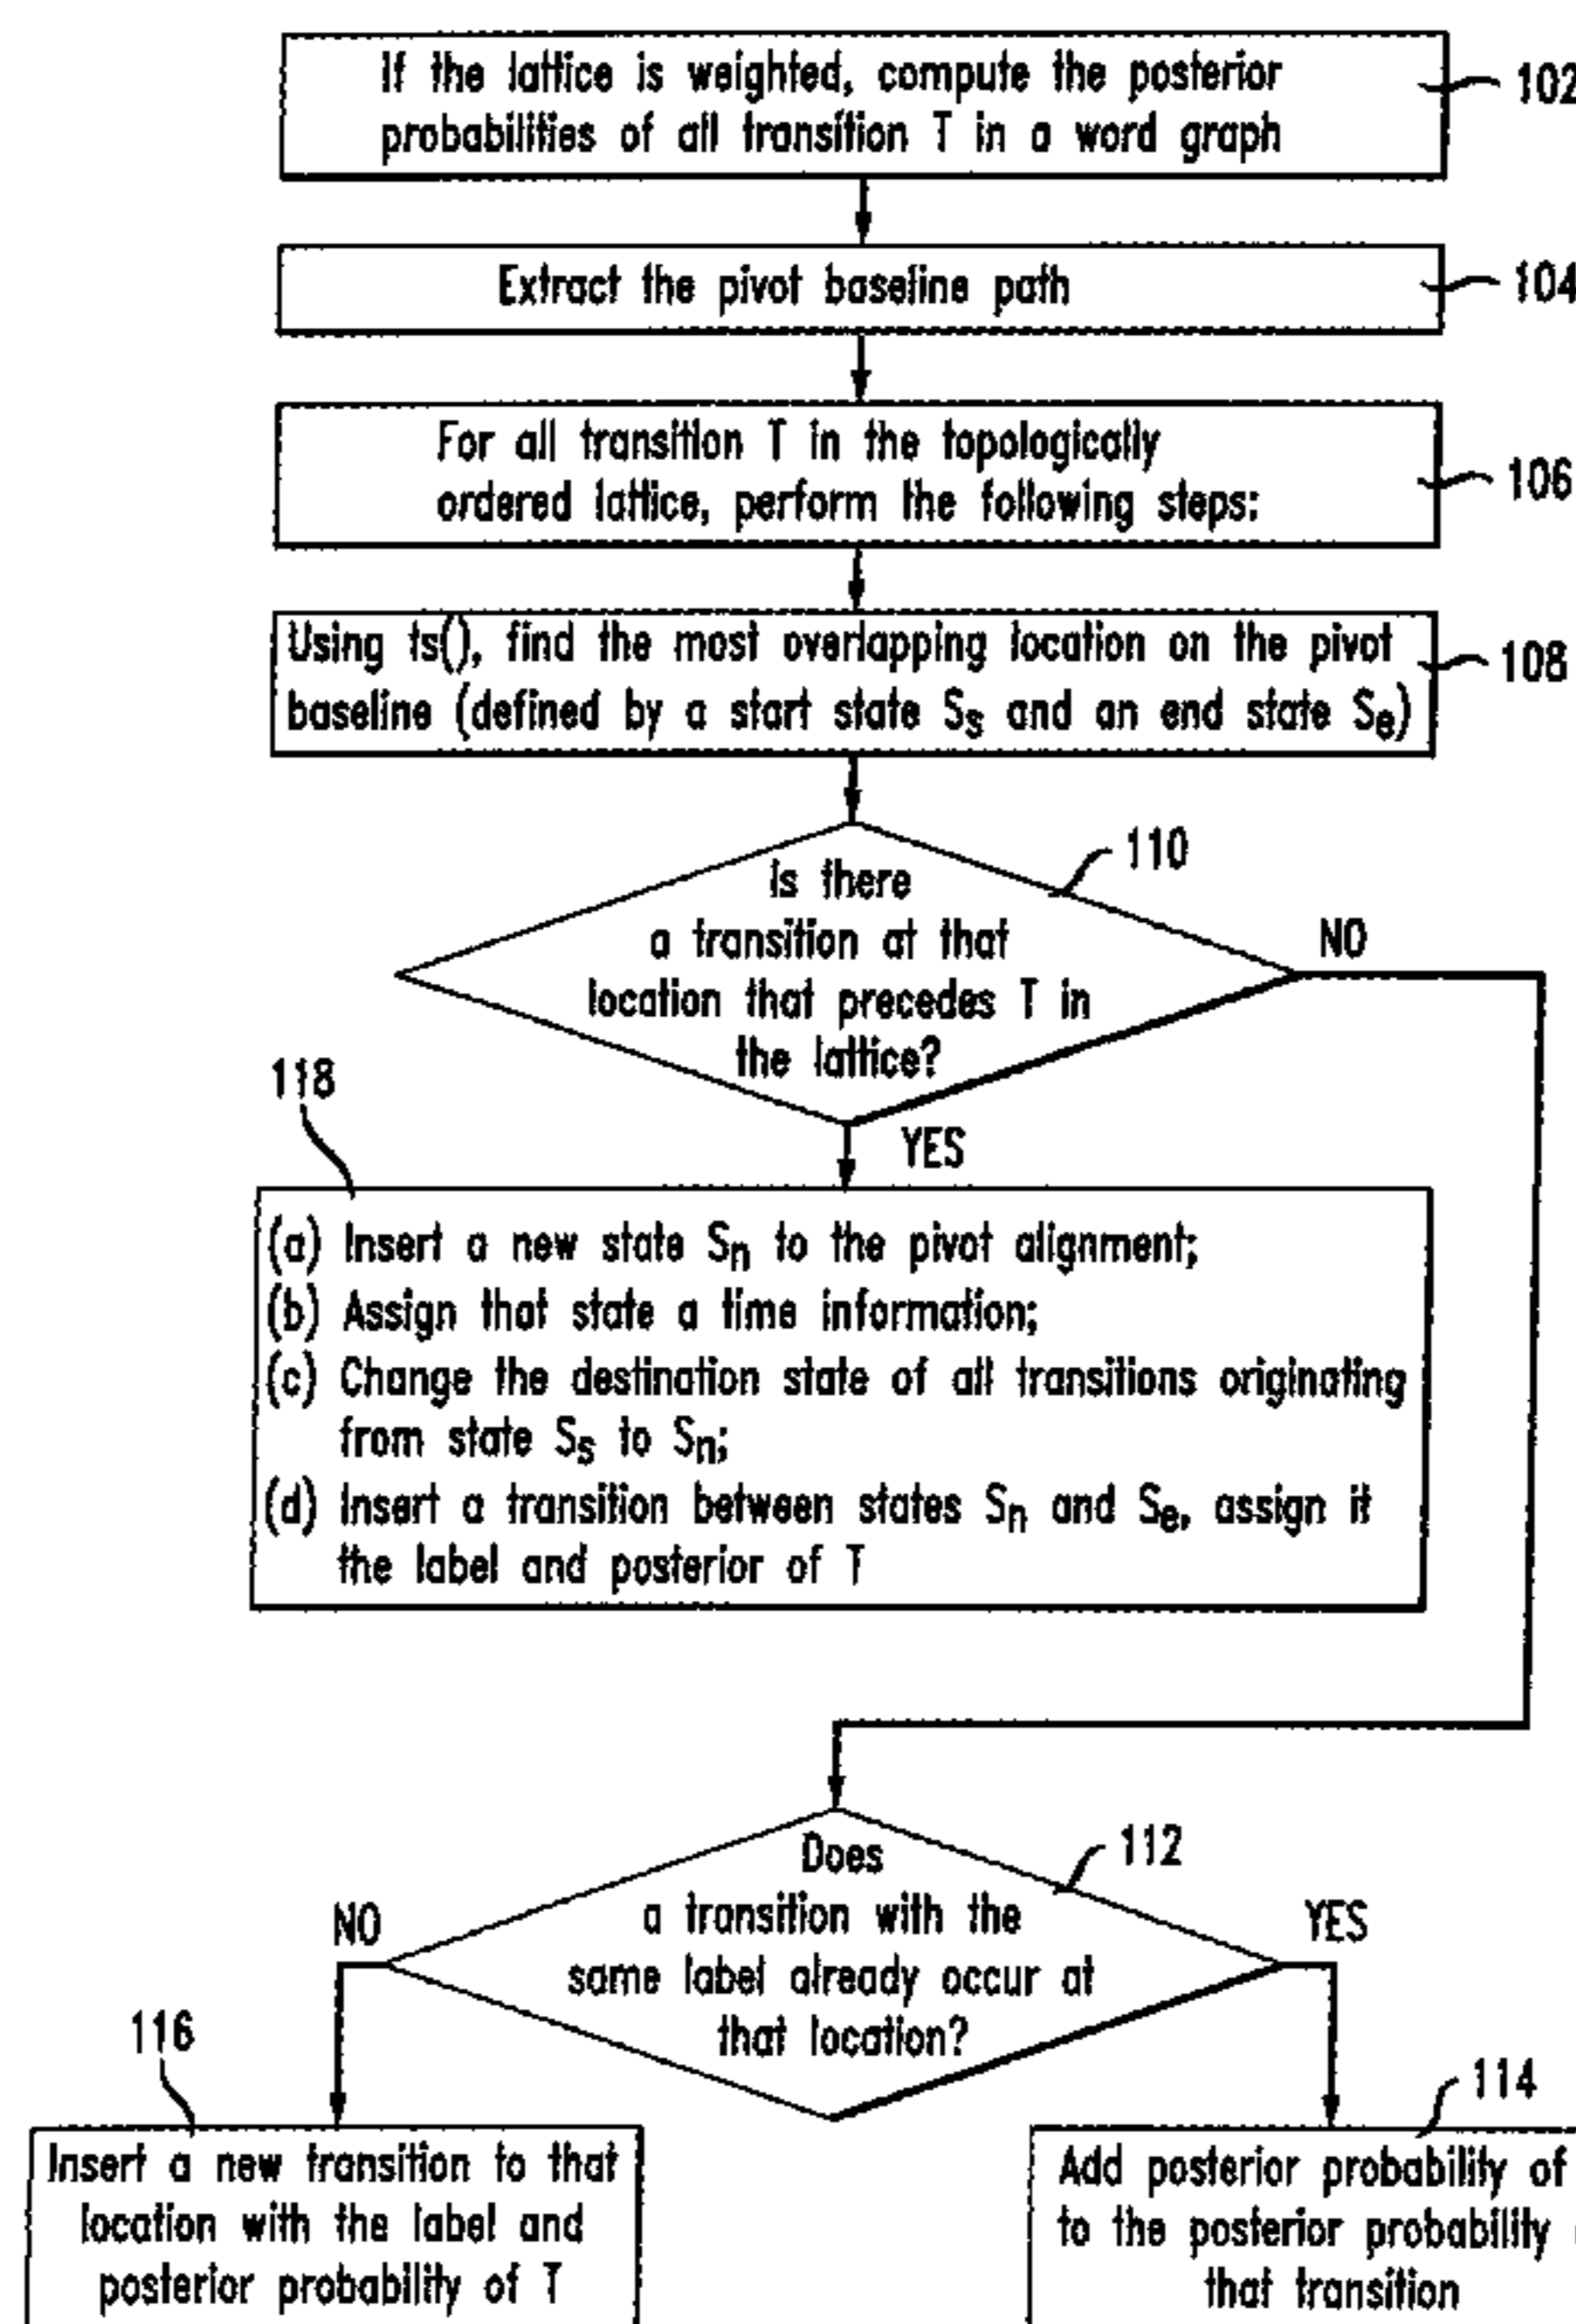 If the lattice is weighted, compute the posterior
probabilities of all transition T in a word graph
102
Extract the pivot baseline path
104
For all transition T in the topologically
ordered lattice, perform the following steps:
106
Using ts(), find the most overlapping location on the pivot
baseline (defined by a start state Ss and an end state Se)
108
110
Is there
a transition at that
location that precedes T in
the lattice?
NO
YES
118
(a) Insert a new state Sn to the pivot alignment;
(b) Assign that state a time information;
(c) Change the destination state of all transitions originating
from state Ss to Sn;
(d) Insert a transition between states Sn and Se, assign it
the label and posterior of T
112
Does
a transition with the
same label already occur at
that location?
NO
YES
116
Insert a new transition to that
location with the label and
posterior probability of T
114
Add posterior probability of
to the posterior probability
that transition